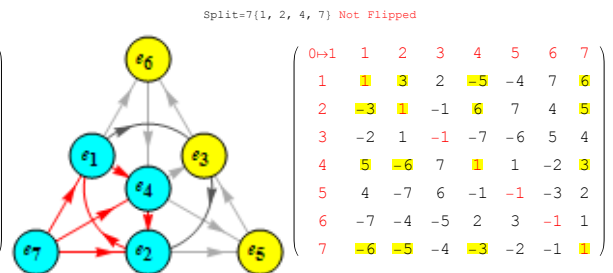 Split=7{1, 2, 4, 7} Not Flipped
e6
e1
e3
e4
e7
e2
e5
0↦1 1 2 3 4 5 6 7
1 1 3 2 -5 -4 7 6
2 -3 1 -1 6 7 4 5
3 -2 1 -1 -7 -6 5 4
4 5 -6 7 1 1 -2 3
5 4 -7 6 -1 -1 -3 2
6 -7 -4 -5 2 3 -1 1
7 -6 -5 -4 -3 -2 -1 1